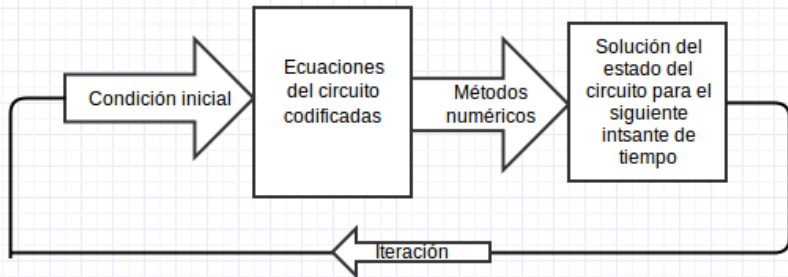 Condición inicial
Ecuaciones
del circuito
codificadas
Métodos
numéricos
Solución del
estado del
circuito para el
siguiente
intsante de
tiempo
Iteración